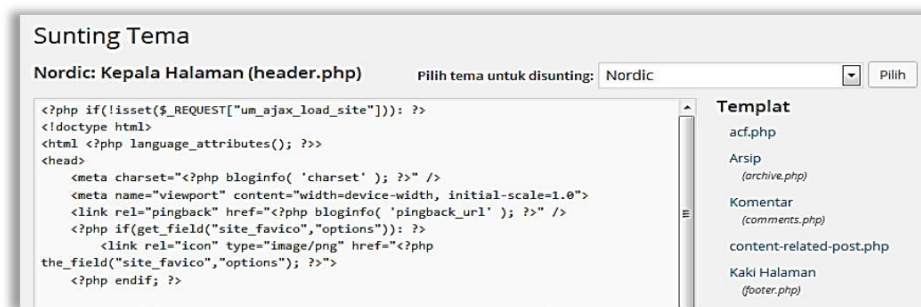 Sunting Tema
Nordic: Kepala Halaman (header.php)
Pilih tema untuk disunting: Nordic
Pilih
<?php if(!isset($_REQUEST["um_ajax_load_site"])): ?>
<!doctype html>
<html <?php language_attributes(); ?>>
<head>
<meta charset="<?php bloginfo( 'charset' ); ?>" />
<meta name="viewport" content="width=device-width, initial-scale=1.0">
<link rel="pingback" href="<?php bloginfo( 'pingback_url' ); ?>" />
<?php if(get_field("site_favico","options")): ?>
<link rel="icon" type="image/png" href="<?php
the_field("site_favico","options"); ?>">
<?php endif; ?>
Templat
acf.php
Arsip
(archive.php)
Komentar
(comments.php)
content-related-post.php
Kaki Halaman
(footer.php)